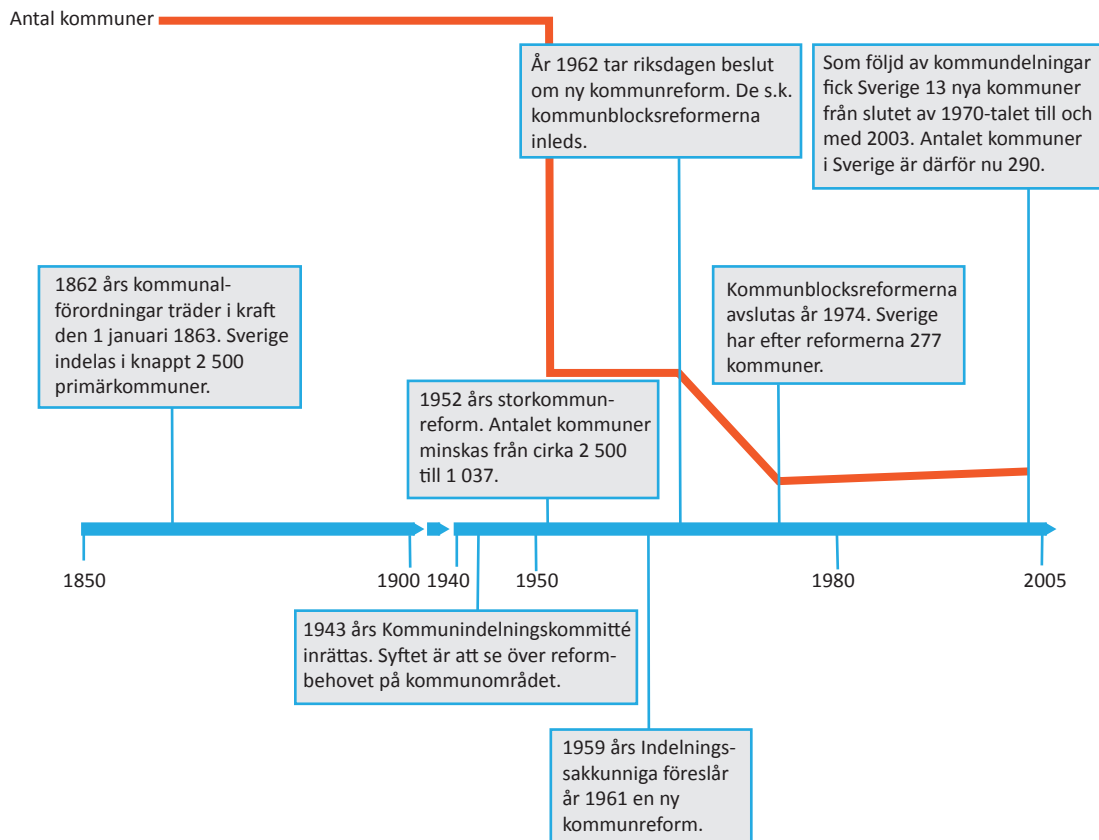 Antal kommuner
År 1962 tar riksdagen beslut
om ny kommunreform. De s.k.
kommunblocksreformerna
inleds.
Som följd av kommundelningar
fick Sverige 13 nya kommuner
från slutet av 1970-talet till och
med 2003. Antalet kommuner
i Sverige är därför nu 290.
1862 års kommunal-
förordningar träder i kraft
den 1 januari 1863. Sverige
indelas i knappt 2 500
primärkommuner.
Kommunblocksreformerna
avslutas år 1974. Sverige
har efter reformerna 277
kommuner.
1952 års storkommun-
reform. Antalet kommuner
minskas från cirka 2 500
till 1 037.
1850 1900 1940 1950 1980 2005
1943 års Kommunindelningskommitté
inrättas. Syftet är att se över reform-
behovet på kommunområdet.
1959 års Indelnings-
sakkunniga föreslår
år 1961 en ny
kommunreform.